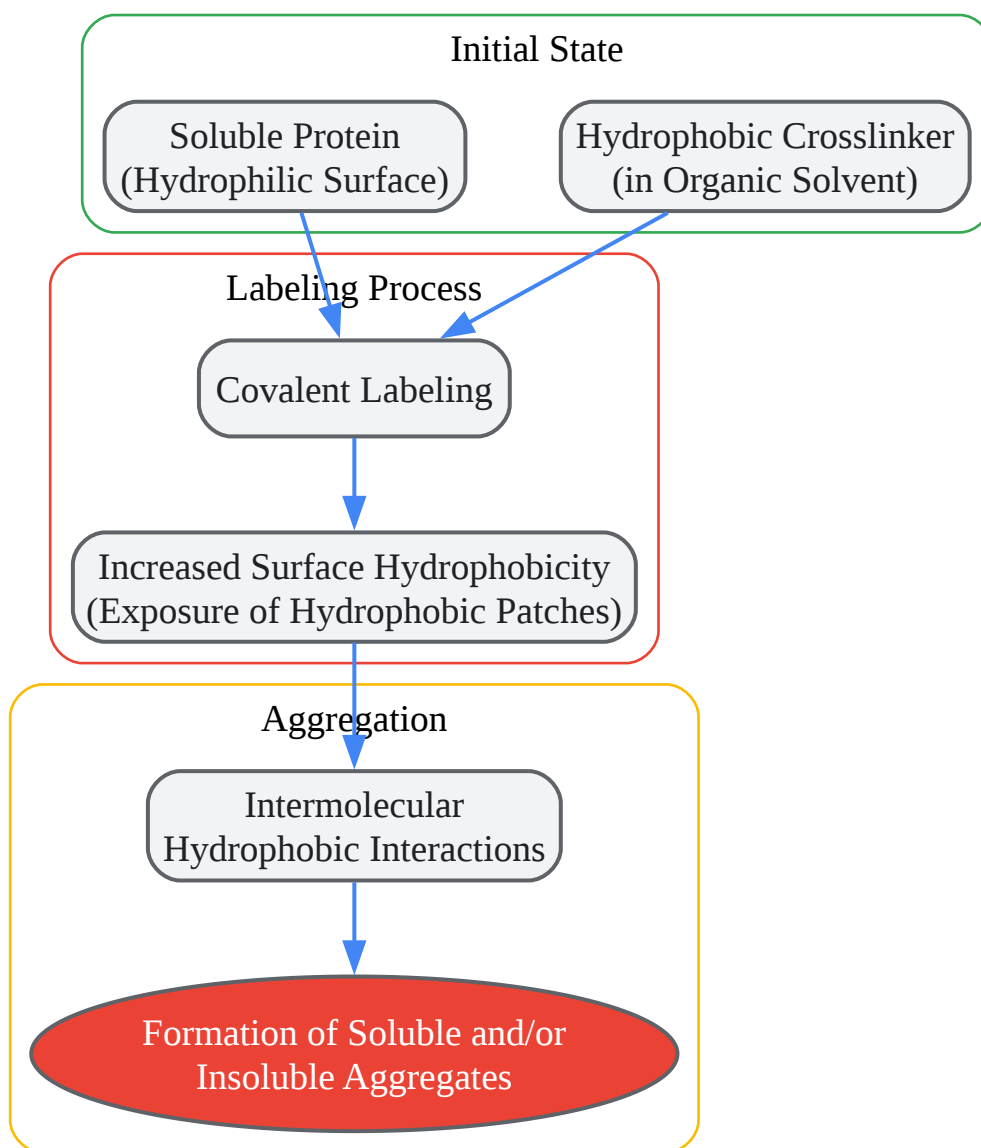 Initial State
Soluble Protein
(Hydrophilic Surface)
Hydrophobic Crosslinker
(in Organic Solvent)
Labeling Process
Covalent Labeling
Increased Surface Hydrophobicity
(Exposure of Hydrophobic Patches)
Aggregation
Intermolecular
Hydrophobic Interactions
Formation of Soluble and/or
Insoluble Aggregates